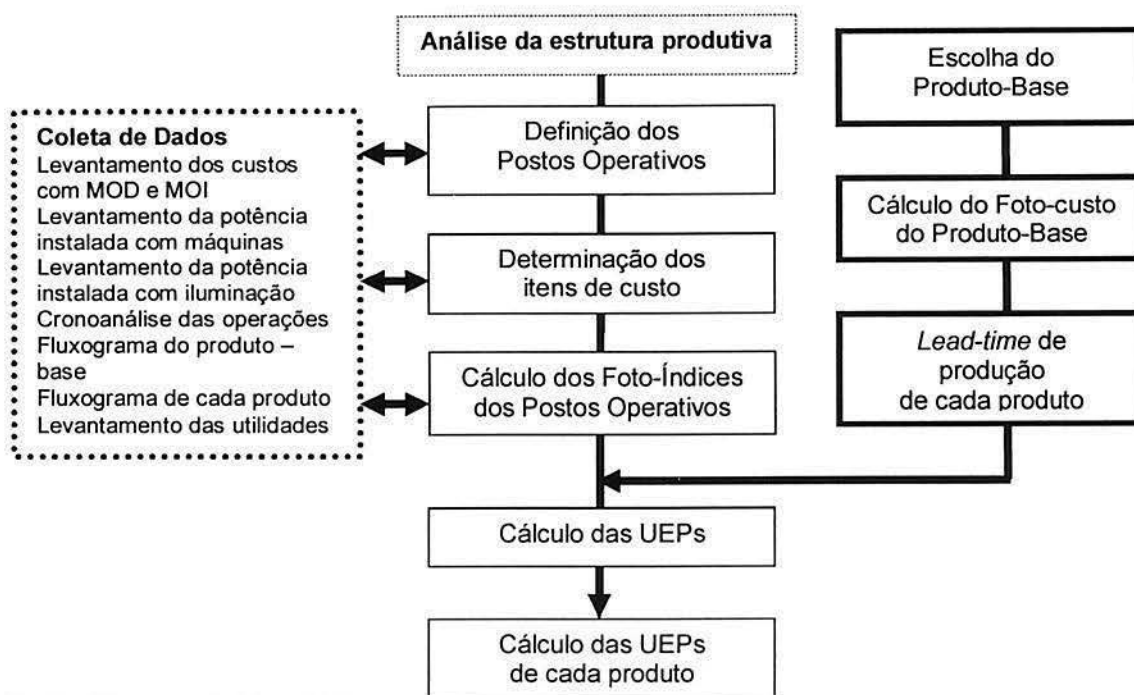 Análise da estrutura produtiva
Escolha do
Produto-Base
Coleta de Dados
Levantamento dos custos
com MOD e MOI
Levantamento da potência
instalada com máquinas
Levantamento da potência
instalada com iluminação
Cronoanálise das operações
Fluxograma do produto –
base
Fluxograma de cada produto
Levantamento das utilidades
Definição dos
Postos Operativos
Cálculo do Foto-custo
do Produto-Base
Determinação dos
itens de custo
Lead-time de
produção
de cada produto
Cálculo dos Foto-Índices
dos Postos Operativos
Cálculo das UEPs
Cálculo das UEPs
de cada produto